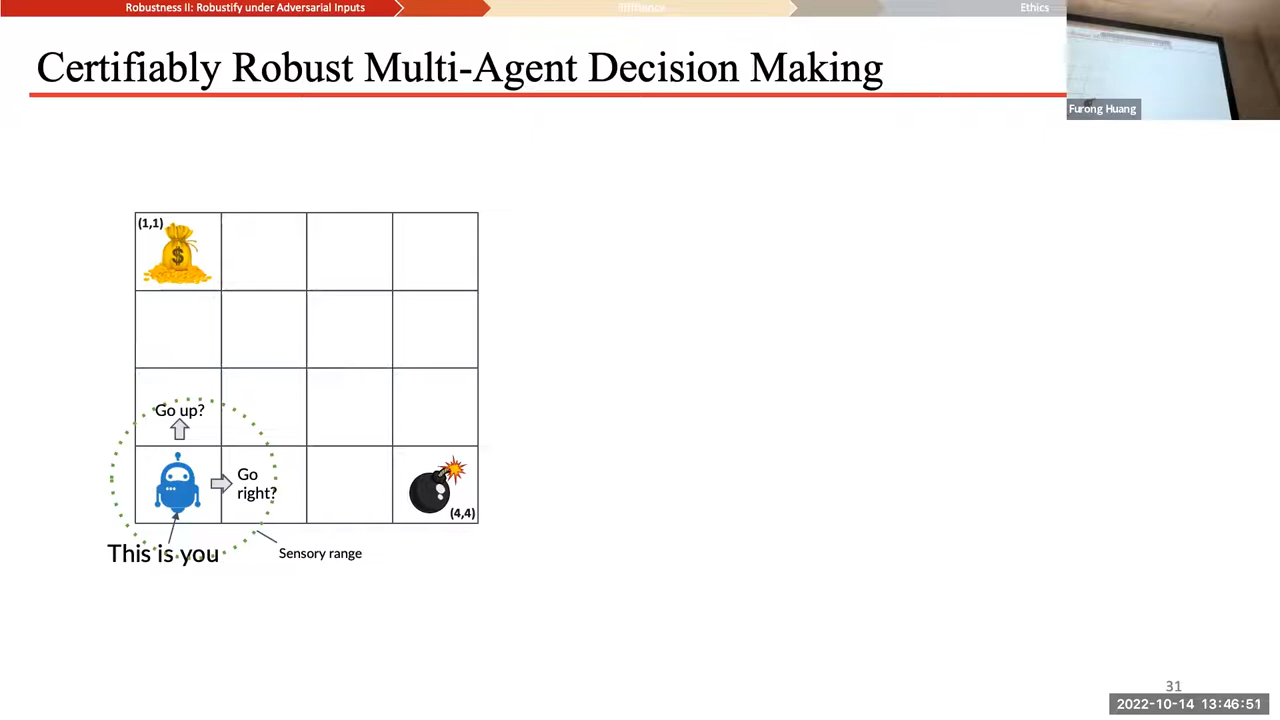 Robustness II: Robustify under Adversarial Inputs
Efficiency
Ethics
Certifiably Robust Multi-Agent Decision Making
Furong Huang
(1,1)
$
Go up?
Go
right?
(4,4)
This is you
Sensory range
31
2022-10-14 13:46:51